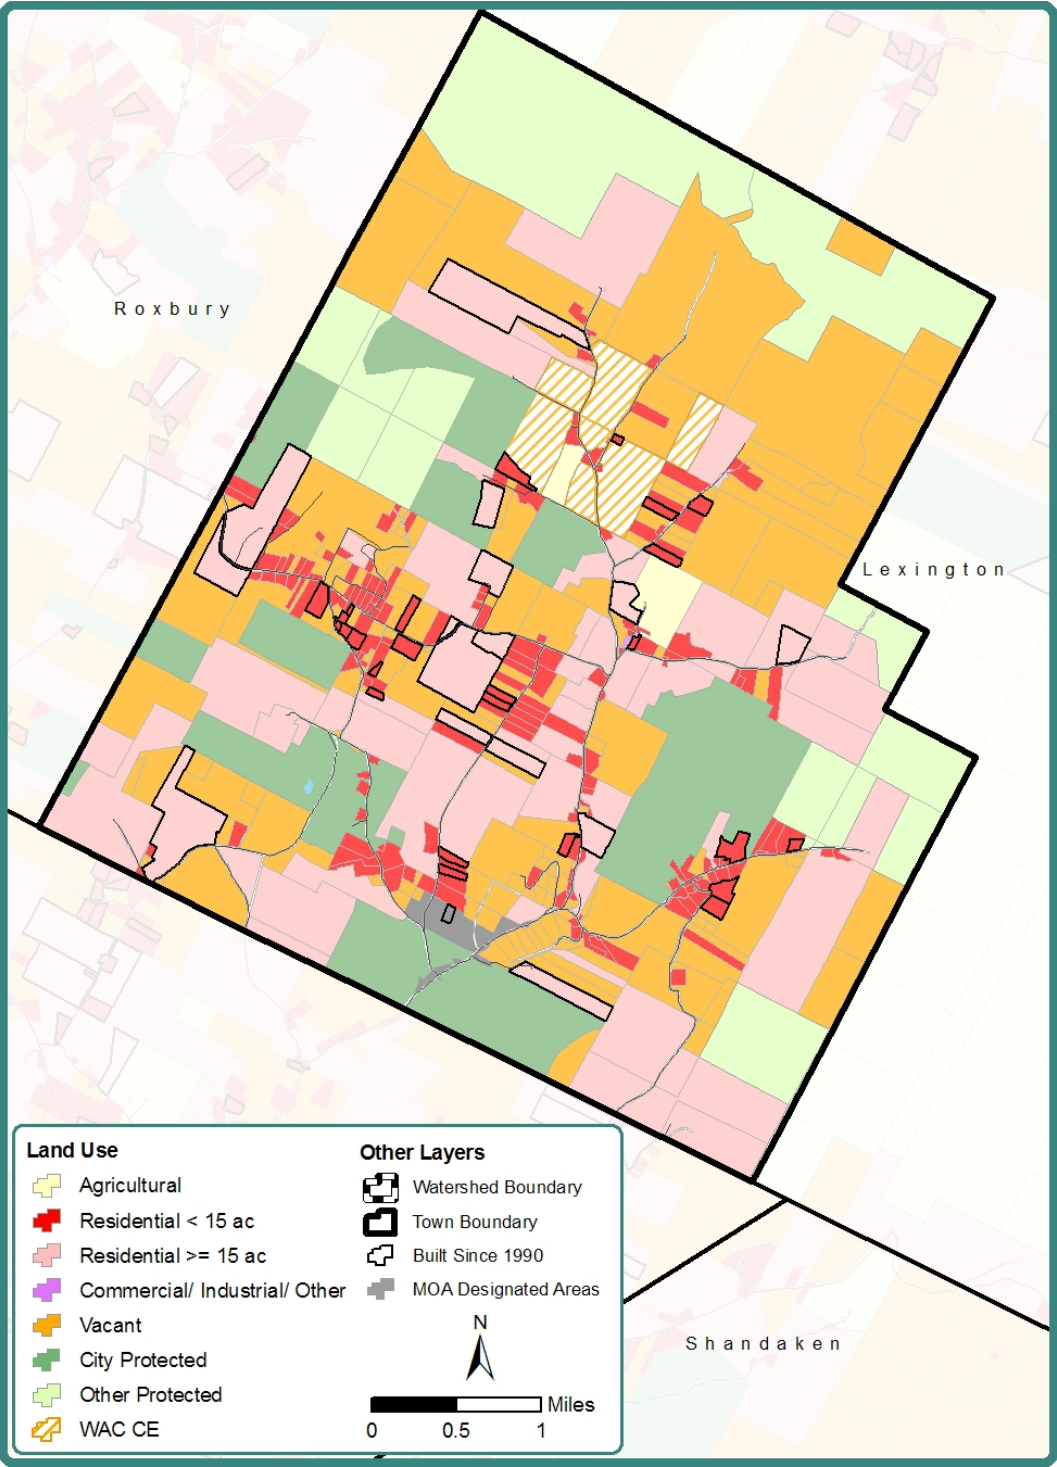 Roxbury
Lexington
Land Use
Agricultural
Residential < 15 ac
Residential >= 15 ac
Commercial/ Industrial/ Other
Vacant
City Protected
Other Protected
WAC CE
Other Layers
Watershed Boundary
Town Boundary
Built Since 1990
MOA Designated Areas
N
Miles
0 0.5 1
Shandaken